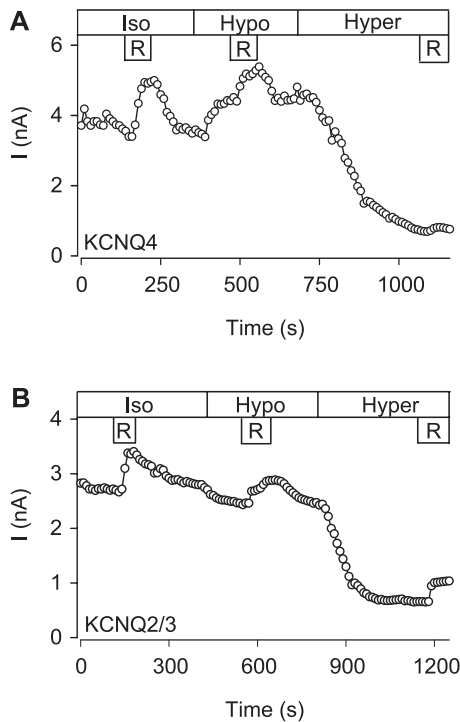 A
Iso Hypo Hyper
R R R
6
4
2
0
I (nA)
KCNQ4
0 250 500 750 1000
Time (s)
B
Iso Hypo Hyper
R R R
4
3
2
1
0
I (nA)
KCNQ2/3
0 300 600 900 1200
Time (s)